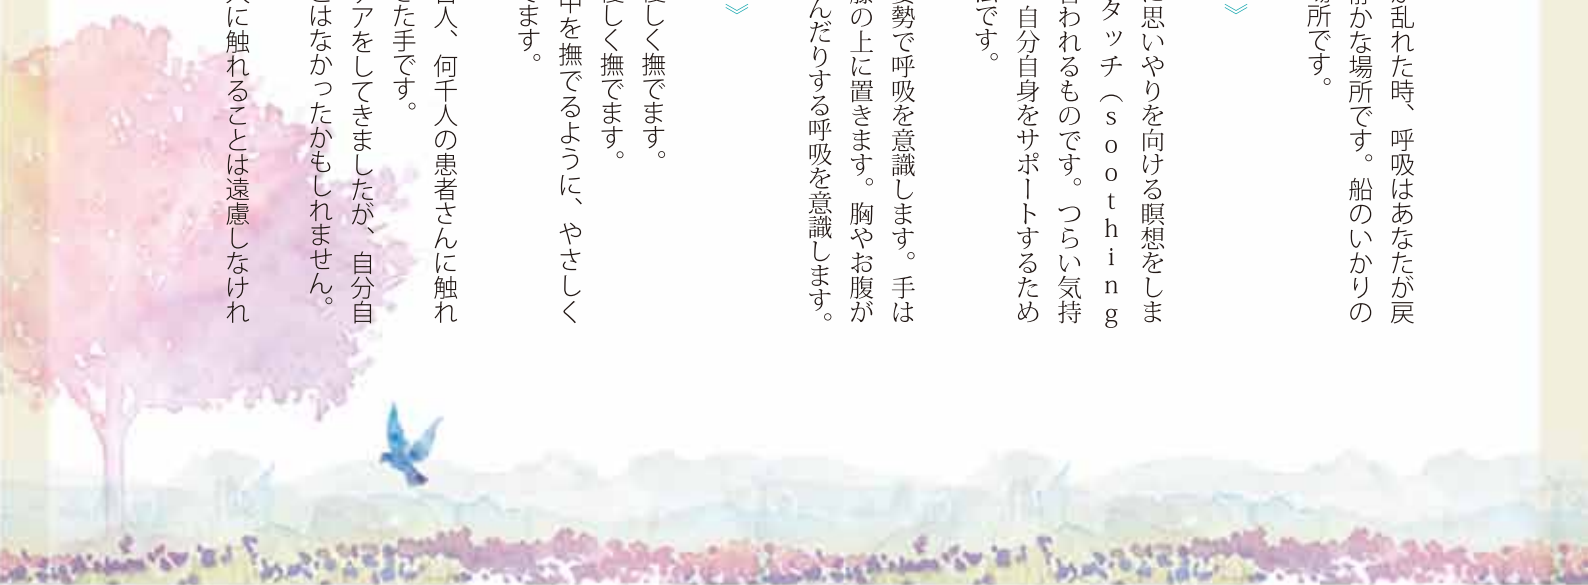 乱れた時、呼吸はあなたが戻
静かな場所です。船のいかりの
場所です。
》
に思いやりを向ける瞑想をしま
タッチ（soothing
言われるものです。つらい気持
自分自身をサポートするため
法です。
姿勢で呼吸を意識します。手は
膝の上に置きます。胸やお腹が
んだりする呼吸を意識します。
》
優しく撫でます。
優しく撫でます。
中を撫でるように、やさしく
ます。
百人、何千人の患者さんに触れ
きた手です。
ケアをしてきましたが、自分自
とはなかったかもしれません。
人に触れることは遠慮しなけれ